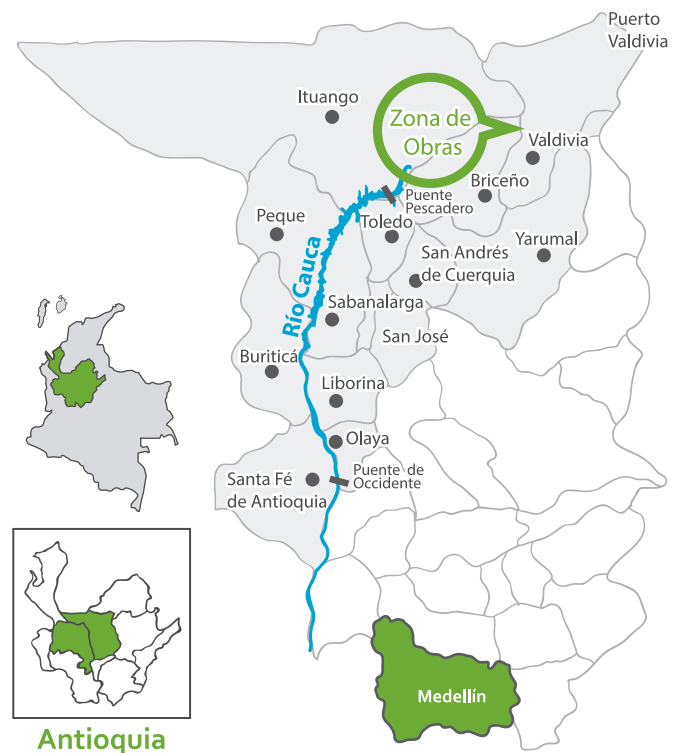 Puerto
Valdivia
Ituango
Zona de
Obras
Valdivia
Briceño
Puente
Pescadero
Peque
Toledo
Yarumal
San Andrés
de Cuerquia
Río Cauca
Sabanalarga
San José
Buriticá
Liborina
Olaya
Puente de
Occidente
Santa Fé
de Antioquia
Medellín
Antioquia